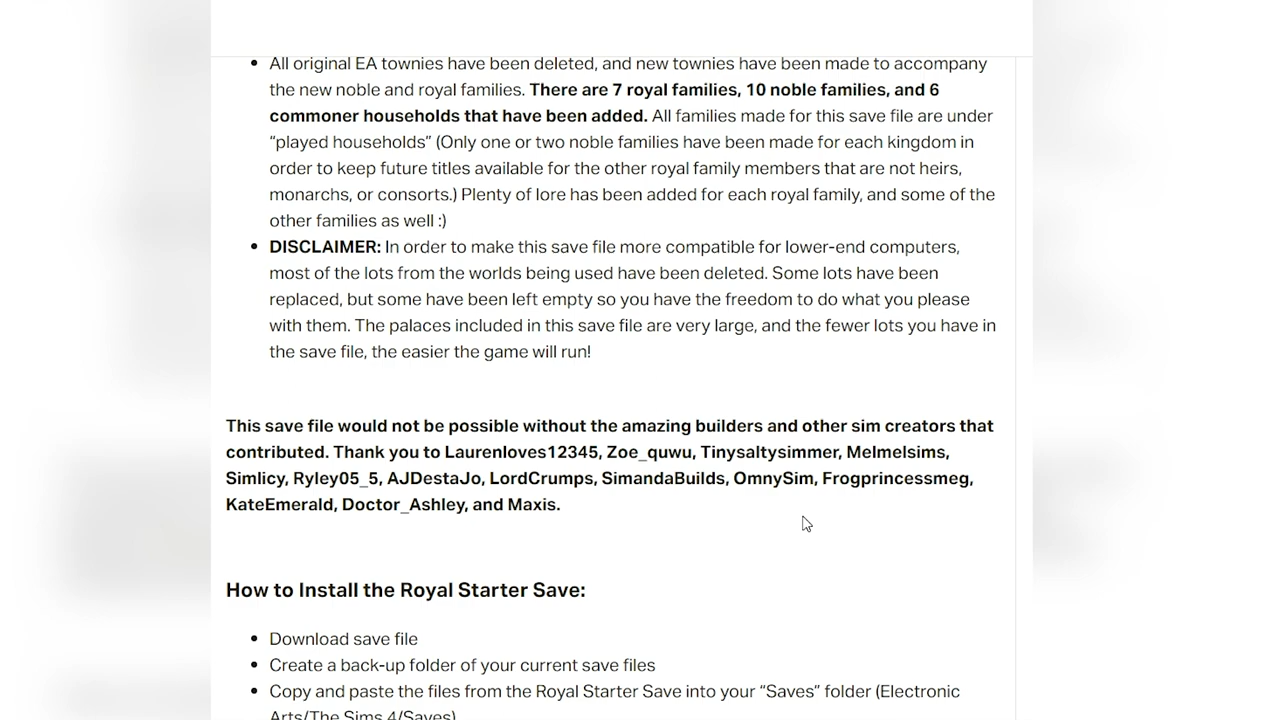 All original EA townies have been deleted, and new townies have been made to accompany
the new noble and royal families. There are 7 royal families, 10 noble families, and 6
commoner households that have been added. All families made for this save file are under
“played households” (Only one or two noble families have been made for each kingdom in
order to keep future titles available for the other royal family members that are not heirs,
monarchs, or consorts.) Plenty of lore has been added for each royal family, and some of the
other families as well :)
DISCLAIMER: In order to make this save file more compatible for lower-end computers,
most of the lots from the worlds being used have been deleted. Some lots have been
replaced, but some have been left empty so you have the freedom to do what you please
with them. The palaces included in this save file are very large, and the fewer lots you have in
the save file, the easier the game will run!
This save file would not be possible without the amazing builders and other sim creators that
contributed. Thank you to Laurenloves12345, Zoe_quwu, Tinysaltysimmer, Melmelsims,
Simlicy, Ryley05_5, AJDestaJo, LordCrumps, SimandaBuilds, OmnySim, Frogprincessmeg,
KateEmerald, Doctor_Ashley, and Maxis.
How to Install the Royal Starter Save:
Download save file
Create a back-up folder of your current save files
Copy and paste the files from the Royal Starter Save into your “Saves” folder (Electronic
Arts/The Sims 4/Saves)